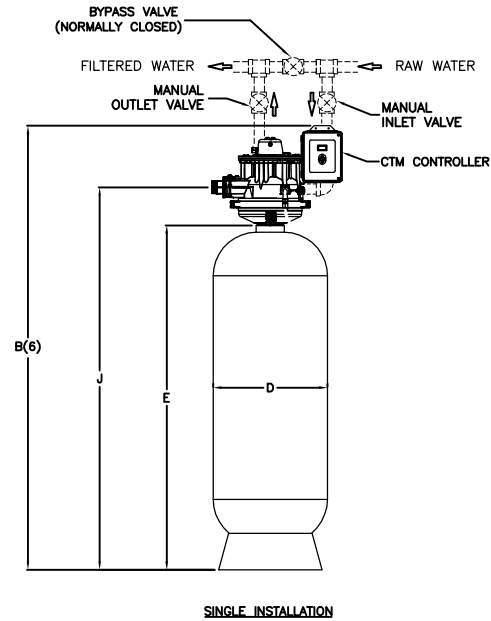 BYPASS VALVE
(NORMALLY CLOSED)
FILTERED WATER
RAW WATER
MANUAL
OUTLET VALVE
MANUAL
INLET VALVE
CTM CONTROLLER
B(6)
J
E
D
SINGLE INSTALLATION